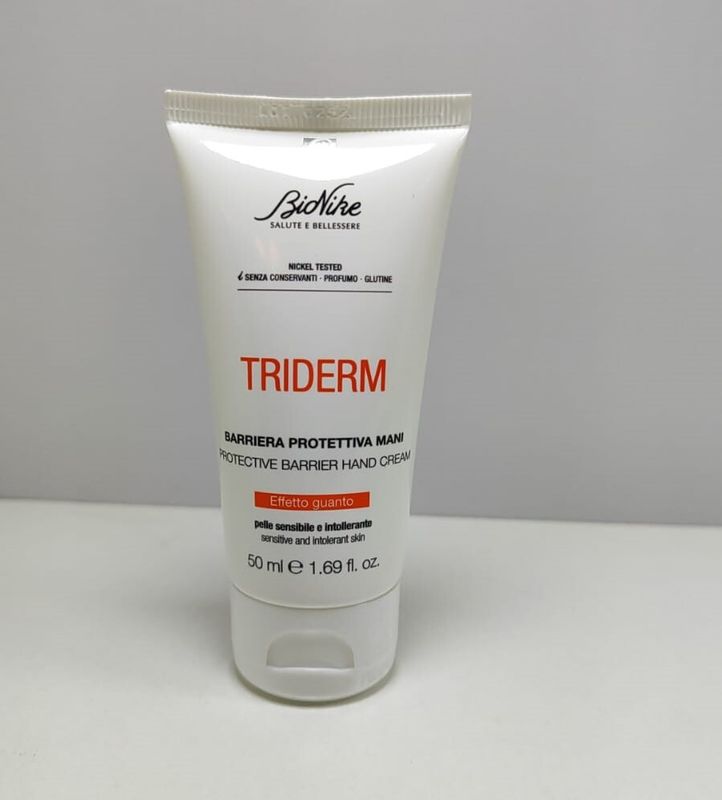 BioNike
SALUTE E BELLESSERE
NICKEL TESTED
SENZA CONSERVANTI · PROFUMO · GLUTINE
TRIDERM
BARRIERA PROTETTIVA MANI
PROTECTIVE BARRIER HAND CREAM
Effetto guanto
pelle sensibile e intollerante
sensitive and intolerant skin
50 ml ℮ 1.69 fl. oz.